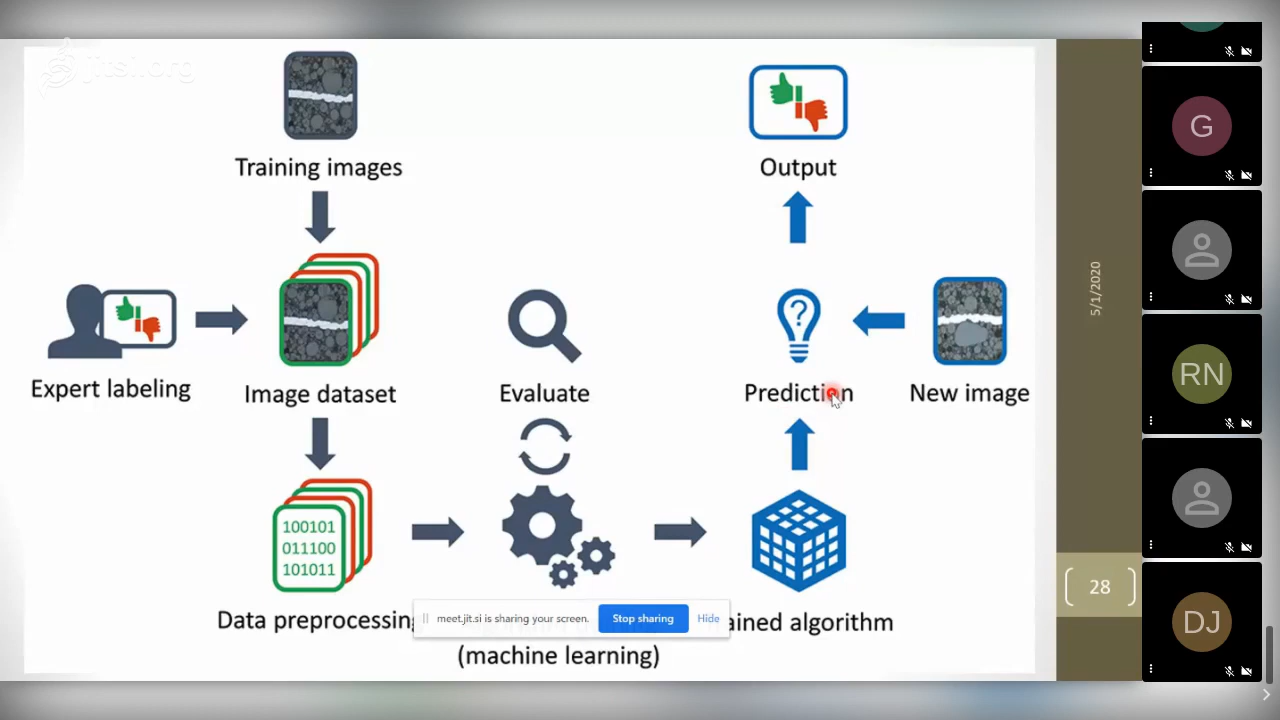 jitsi.org
Training images
Output
Expert labeling
Image dataset
Evaluate
Prediction
New image
100101
011100
101011
Data preprocessing
ained algorithm
(machine learning)
meet.jit.si is sharing your screen.
Stop sharing
Hide
5/1/2020
28
G
RN
DJ